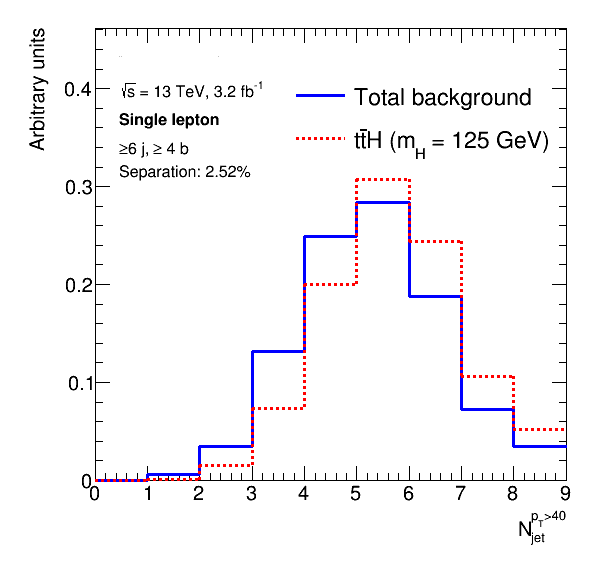 Arbitrary units
√s = 13 TeV, 3.2 fb⁻¹
Single lepton
≥6 j, ≥ 4 b
Separation: 2.52%
Total background
tt̄H (m_H = 125 GeV)
0.4
0.3
0.2
0.1
0
0 1 2 3 4 5 6 7 8 9
N_jet^{p_T>40}